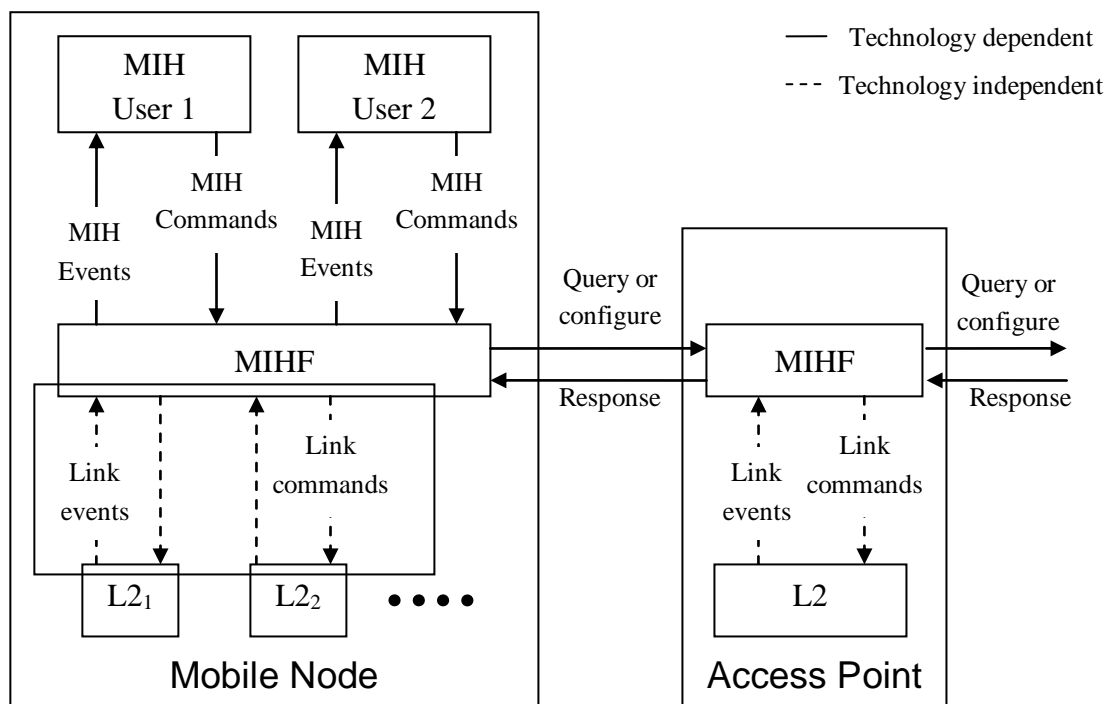 Technology dependent
Technology independent
MIH
User 1
MIH
User 2
MIH
Events
MIH
Commands
MIH
Events
MIH
Commands
MIHF
Query or
configure
Response
MIHF
Query or
configure
Response
Link
events
Link
commands
Link
events
Link
commands
L2₁
L2₂
L2
Mobile Node
Access Point